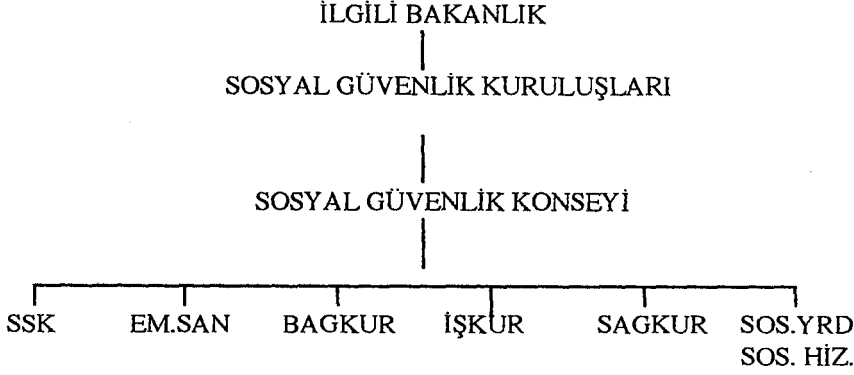 İLGİLİ BAKANLIK
SOSYAL GÜVENLİK KURULUŞLARI
SOSYAL GÜVENLİK KONSEYİ
SSK EM.SAN BAGKUR İŞKUR SAGKUR SOS.YRD
SOS. HİZ.